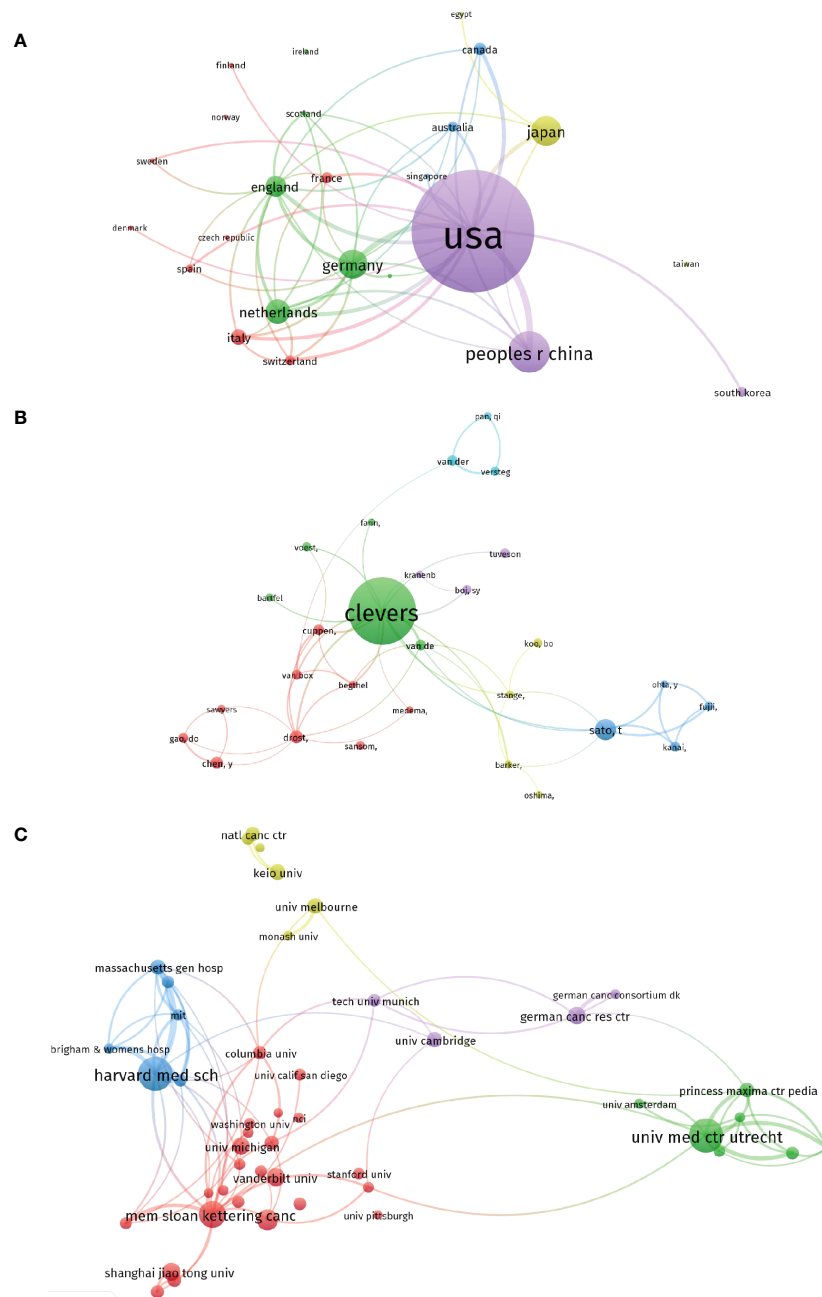 A
egypt
ireland
canada
finland
scotland
norway
australia
japan
sweden
france
singapore
england
denmark
czech republic
usa
spain
germany
taiwan
netherlands
italy
switzerland
peoples r china
south korea
B
pan, qi
van der
versteg
farin,
voest,
tuveson
kranenb
bartfel
boj, sy
clevers
cuppen,
van de
koo, bo
van box
begthel
stange,
ohta, y
sawyers
medema,
fujii,
gao, do
drost,
sansom,
sato, t
kanai,
chen, y
barker,
oshima,
C
natl canc ctr
keio univ
univ melbourne
monash univ
massachusetts gen hosp
german canc consortium dk
tech univ munich
mit
german canc res ctr
brigham & womens hosp
columbia univ
univ cambridge
harvard med sch
univ calif san diego
princess maxima ctr pedia
univ amsterdam
washington univ
nci
univ michigan
univ med ctr utrecht
vanderbilt univ
stanford univ
mem sloan kettering canc
univ pittsburgh
shanghai jiao tong univ